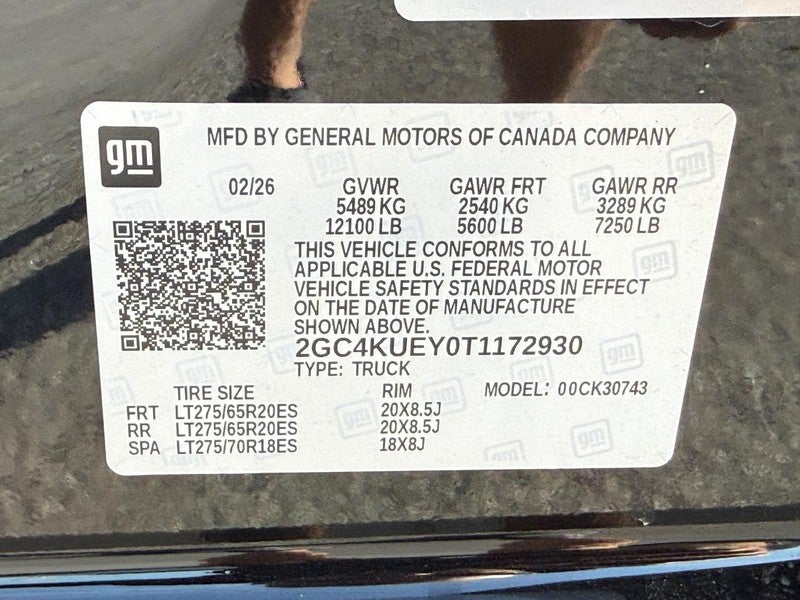 gm
MFD BY GENERAL MOTORS OF CANADA COMPANY
02/26 GVWR GAWR FRT GAWR RR
5489 KG 2540 KG 3289 KG
12100 LB 5600 LB 7250 LB
THIS VEHICLE CONFORMS TO ALL
APPLICABLE U.S. FEDERAL MOTOR
VEHICLE SAFETY STANDARDS IN EFFECT
ON THE DATE OF MANUFACTURE
SHOWN ABOVE.
2GC4KUEY0T1172930
TYPE: TRUCK
TIRE SIZE RIM MODEL: 00CK30743
FRT LT275/65R20ES 20X8.5J
RR LT275/65R20ES 20X8.5J
SPA LT275/70R18ES 18X8J